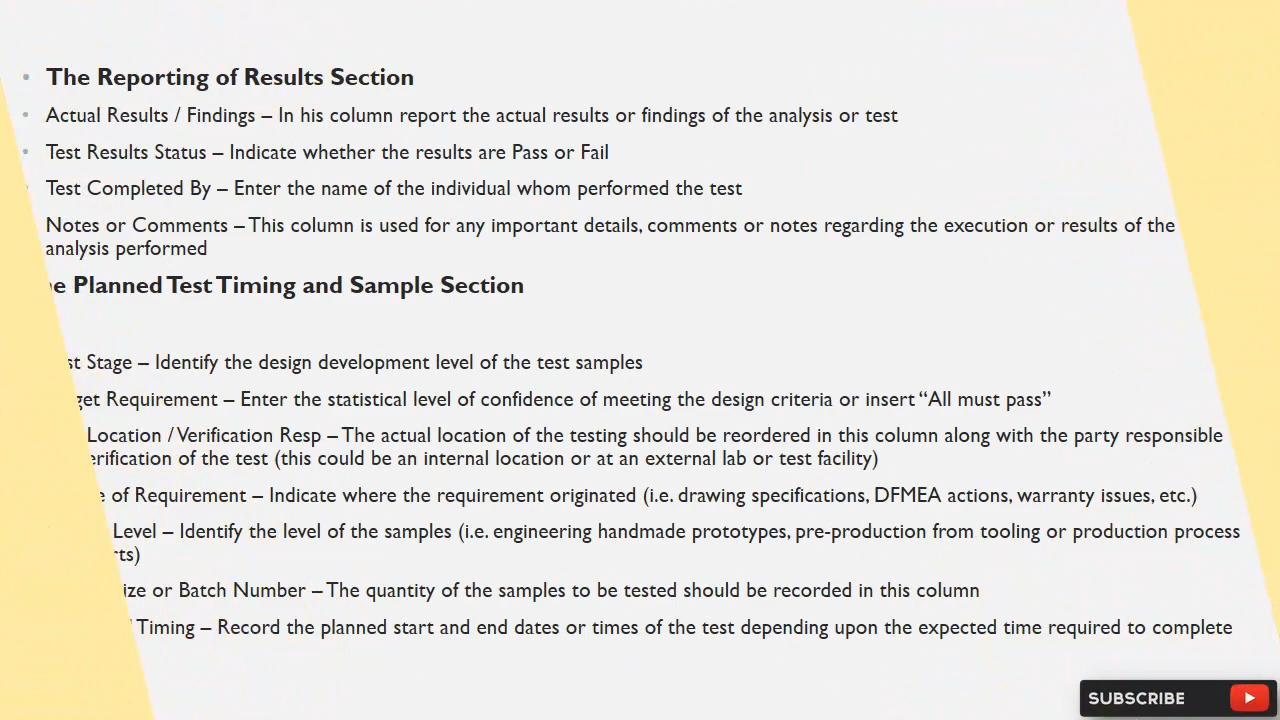 The Reporting of Results Section
Actual Results / Findings – In his column report the actual results or findings of the analysis or test
Test Results Status – Indicate whether the results are Pass or Fail
Test Completed By – Enter the name of the individual whom performed the test
Notes or Comments – This column is used for any important details, comments or notes regarding the execution or results of the
analysis performed
Planned Test Timing and Sample Section
Stage – Identify the design development level of the test samples
Requirement – Enter the statistical level of confidence of meeting the design criteria or insert “All must pass”
Location / Verification Resp – The actual location of the testing should be reordered in this column along with the party responsible
erification of the test (this could be an internal location or at an external lab or test facility)
of Requirement – Indicate where the requirement originated (i.e. drawing specifications, DFMEA actions, warranty issues, etc.)
Level – Identify the level of the samples (i.e. engineering handmade prototypes, pre-production from tooling or production process
rts)
ize or Batch Number – The quantity of the samples to be tested should be recorded in this column
Timing – Record the planned start and end dates or times of the test depending upon the expected time required to complete
SUBSCRIBE